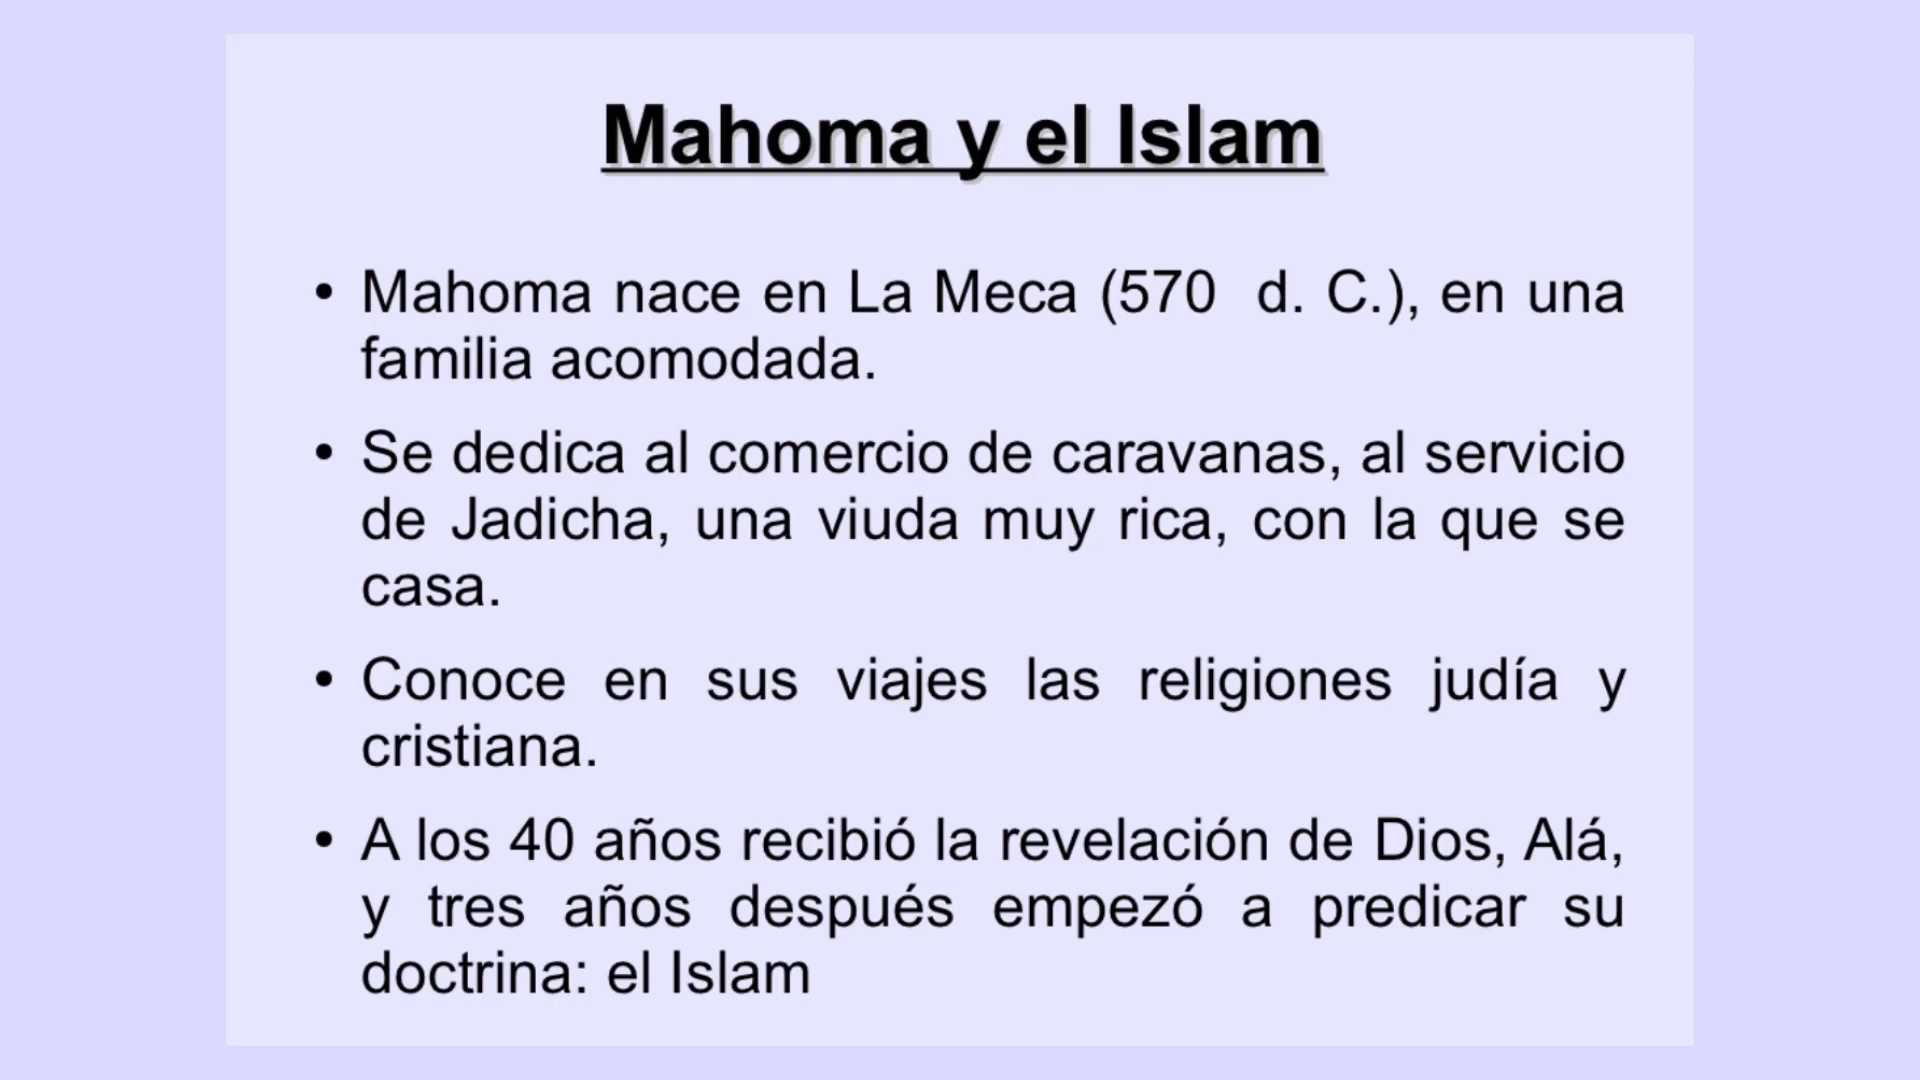 Mahoma y el Islam
• Mahoma nace en La Meca (570 d. C.), en una
familia acomodada.
• Se dedica al comercio de caravanas, al servicio
de Jadicha, una viuda muy rica, con la que se
casa.
• Conoce en sus viajes las religiones judía y
cristiana.
• A los 40 años recibió la revelación de Dios, Alá,
y tres años después empezó a predicar su
doctrina: el Islam